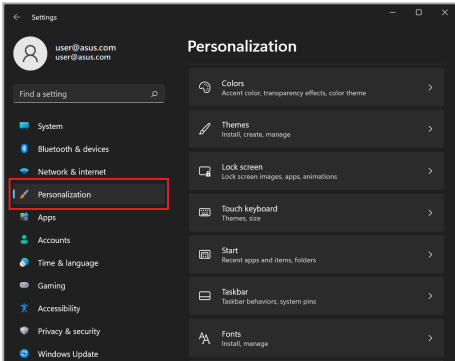 Settings
user@asus.com
user@asus.com
Find a setting
System
Bluetooth & devices
Network & internet
Personalization
Apps
Accounts
Time & language
Gaming
Accessibility
Privacy & security
Windows Update
Personalization
Colors
Accent color, transparency effects, color theme
Themes
Install, create, manage
Lock screen
Lock screen images, apps, animations
Touch keyboard
Themes, size
Start
Recent apps and items, folders
Taskbar
Taskbar behaviors, system pins
Fonts
Install, manage